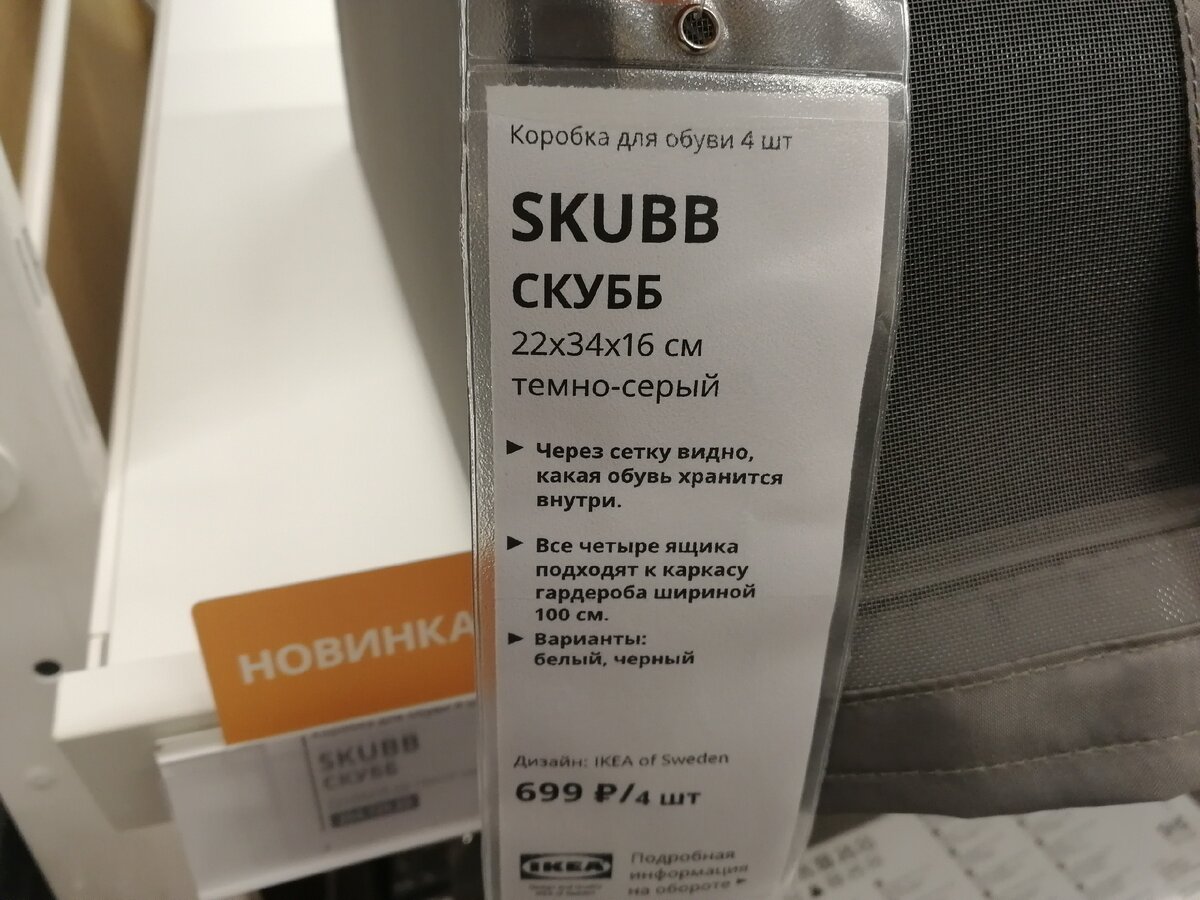 Коробка для обуви 4 шт
SKUBB
СКУББ
22x34x16 см
темно-серый
► Через сетку видно,
какая обувь хранится
внутри.
► Все четыре ящика
подходят к каркасу
гардероба шириной
100 см.
► Варианты:
белый, черный
Дизайн: IKEA of Sweden
699 ₽/4 шт
IKEA
Подробная
информация
на обороте ►
НОВИНКА
SKUBB
СКУББ